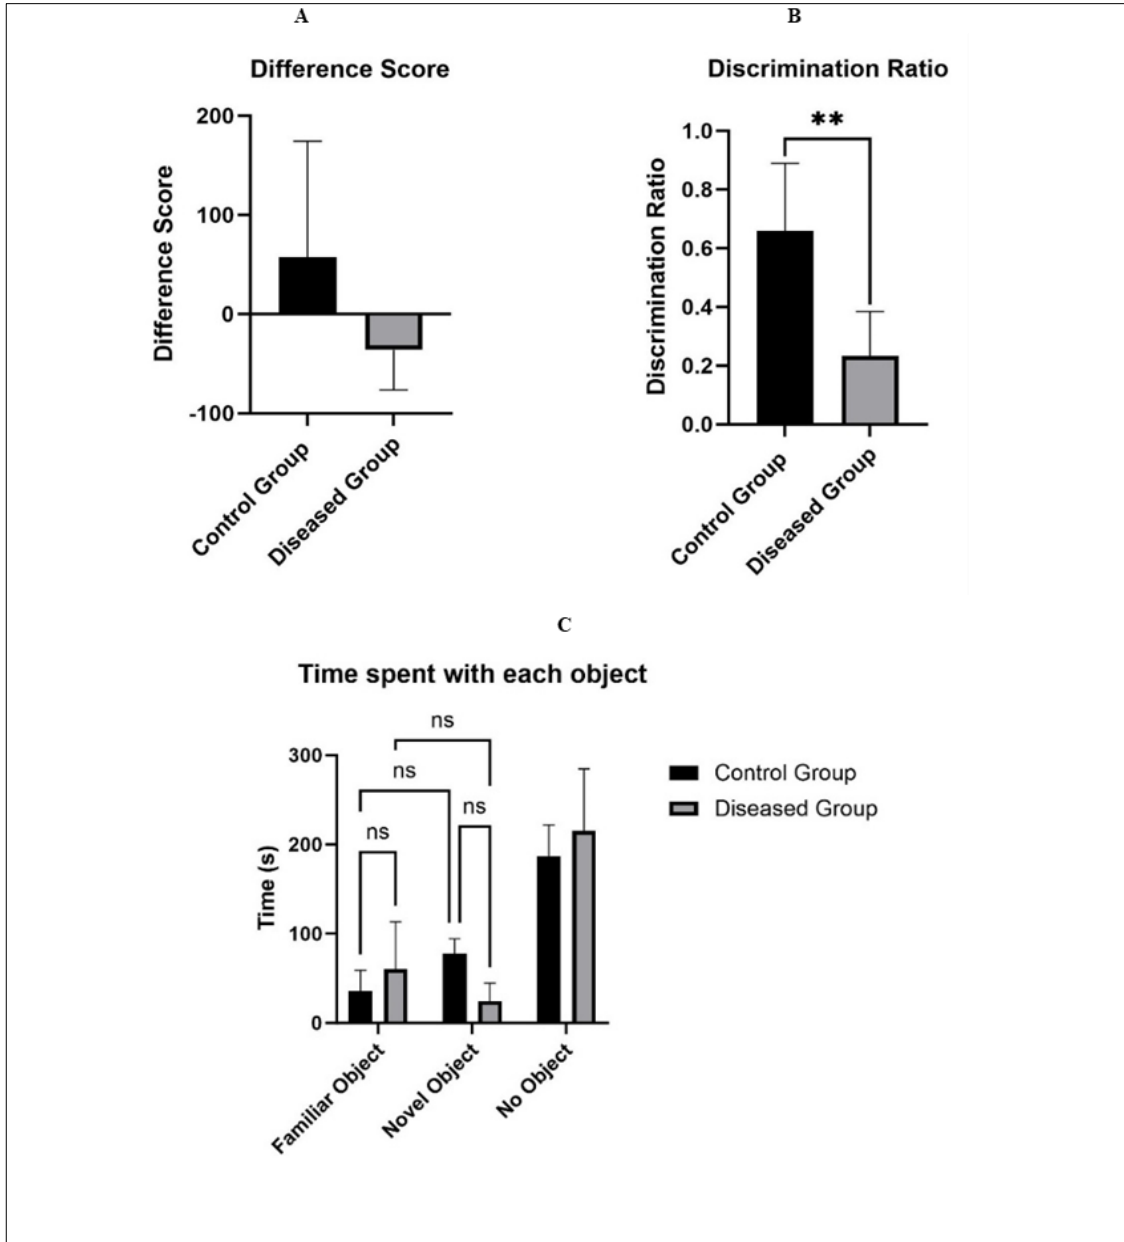 A
Difference Score
Difference Score
200
100
0
-100
Control Group
Diseased Group
B
Discrimination Ratio
**
Discrimination Ratio
1.0
0.8
0.6
0.4
0.2
0.0
Control Group
Diseased Group
C
Time spent with each object
ns
ns
ns
ns
Time (s)
300
200
100
0
Familiar Object
Novel Object
No Object
Control Group
Diseased Group